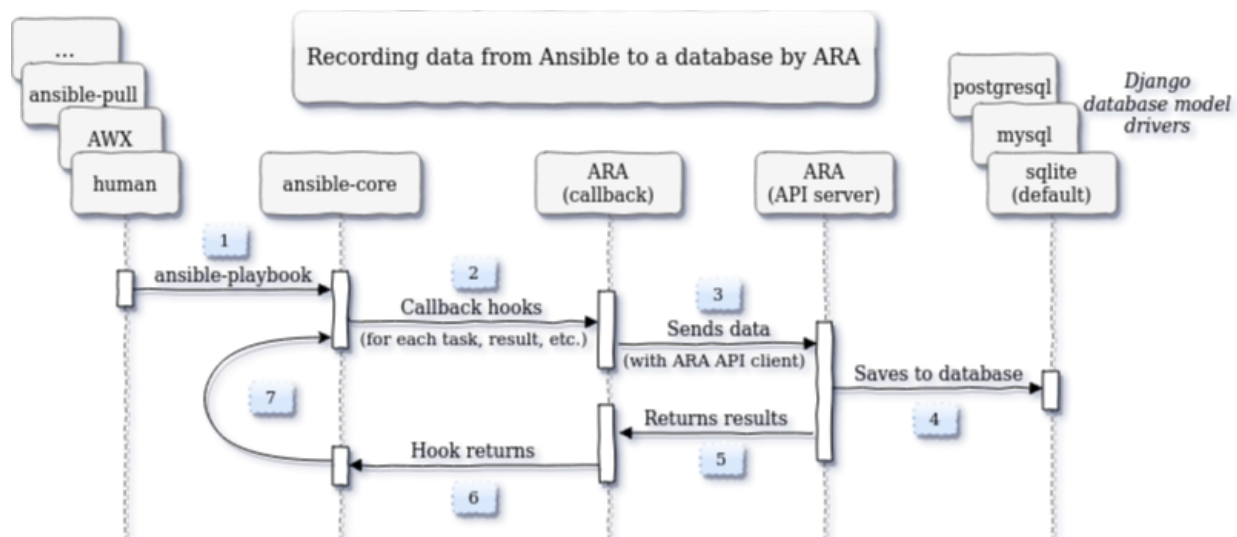 Recording data from Ansible to a database by ARA
...
ansible-pull
AWX
human
ansible-core
ARA
(callback)
ARA
(API server)
postgresql
mysql
sqlite
(default)
Django
database model
drivers
1
ansible-playbook
2
Callback hooks
(for each task, result, etc.)
3
Sends data
(with ARA API client)
Saves to database
4
Returns results
5
Hook returns
6
7